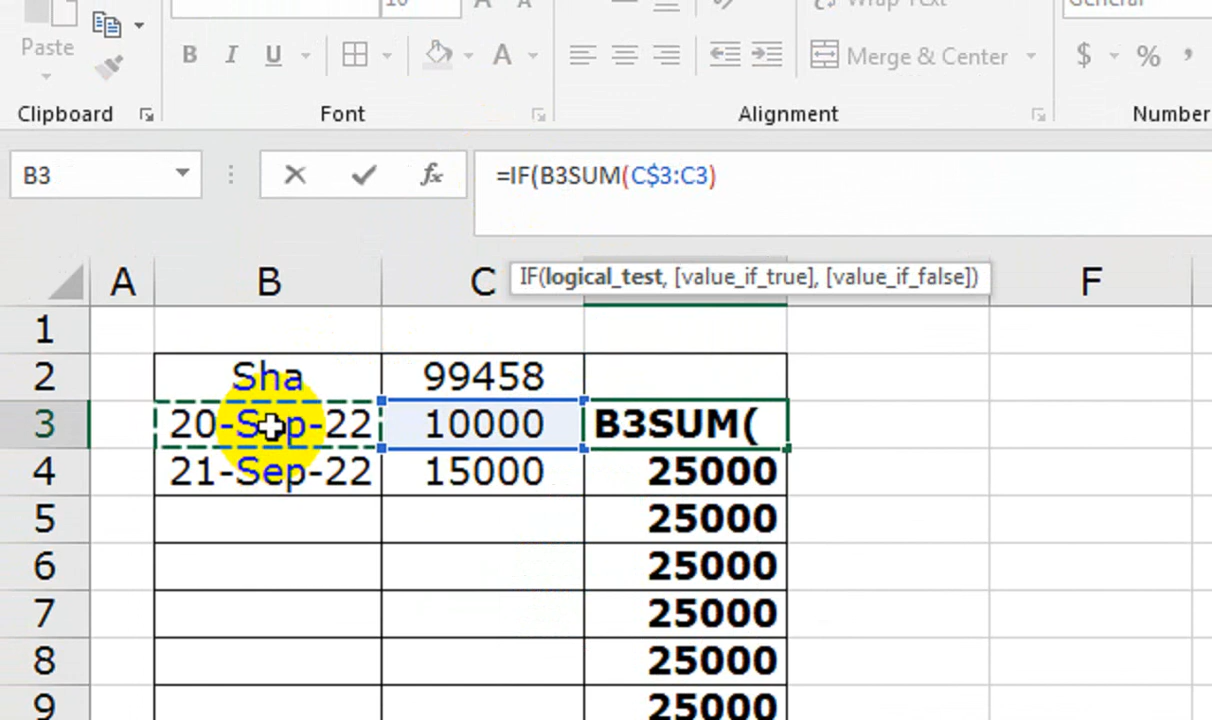 Paste
B I U A
Merge & Center
$ % ,
Clipboard Font Alignment Number
B3 fx =IF(B3SUM(C$3:C3)
IF(logical_test, [value_if_true], [value_if_false])
A B C F
1
2 Sha 99458
3 20-Sep-22 10000 B3SUM(
4 21-Sep-22 15000 25000
5 25000
6 25000
7 25000
8 25000
9 25000